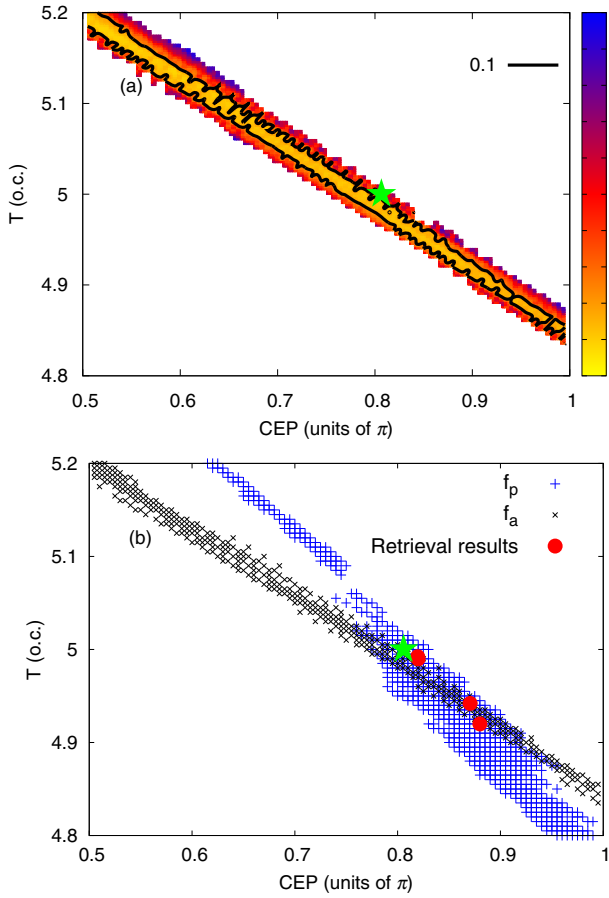 5.2
(a)
0.1
5.1
T (o.c.)
5
4.9
4.8
0.5 0.6 0.7 0.8 0.9 1
CEP (units of π)
5.2
f_p +
(b)
f_a ×
Retrieval results
5.1
T (o.c.)
5
4.9
4.8
0.5 0.6 0.7 0.8 0.9 1
CEP (units of π)